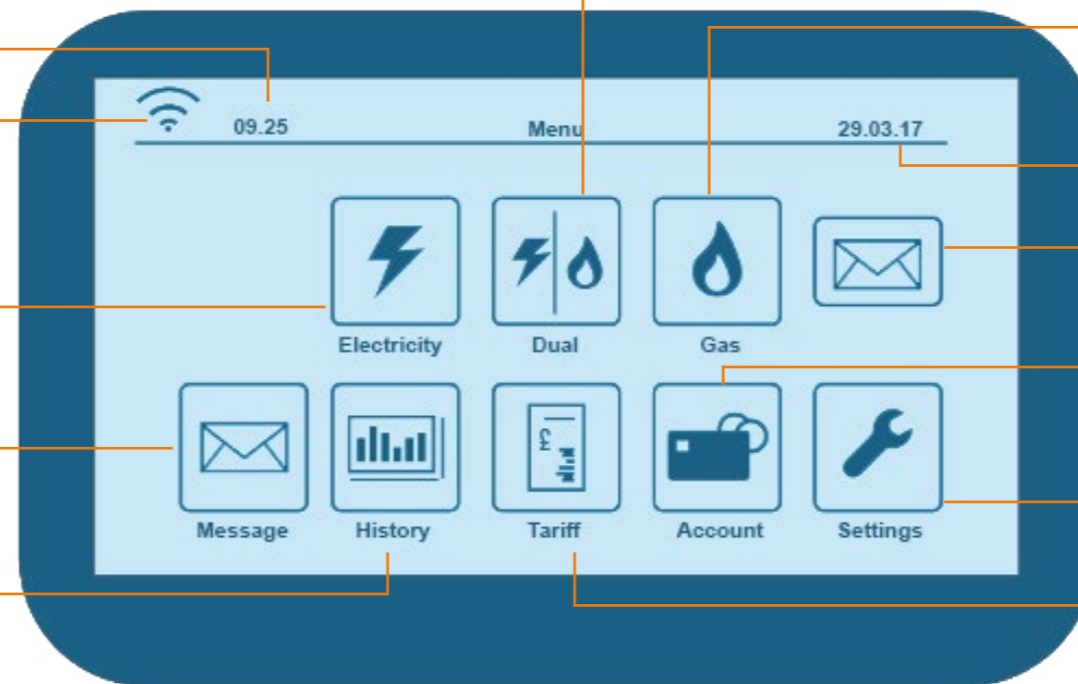 09.25 Menu 29.03.17
Electricity Dual Gas
Message History Tariff Account Settings